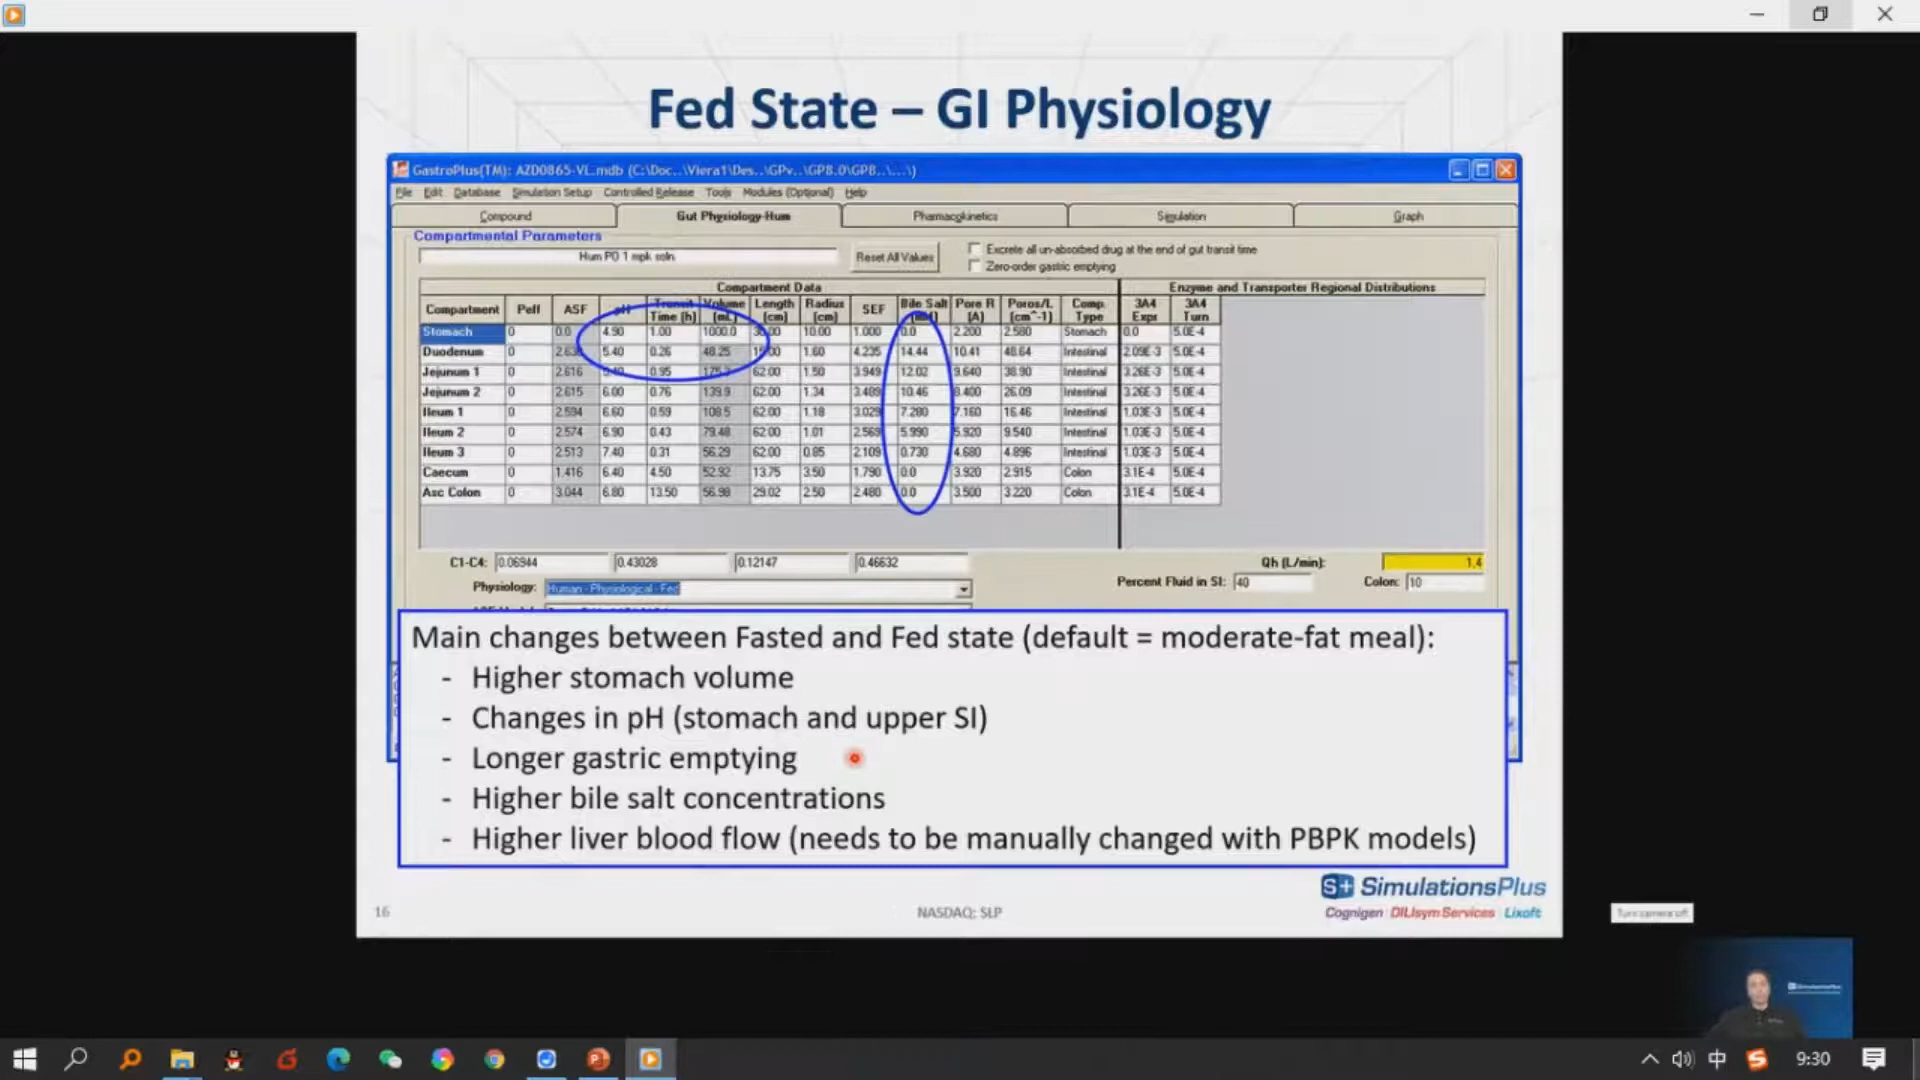 Fed State – GI Physiology
GastroPlus(TM): AZD0865-VL.mdb (C:\Doc..\Viera1\Des..\GPv..\GP8.0\GP8..\...\)
File Edit Database Simulation Setup Controlled Release Tools Modules (Optional) Help
Compound Gut Physiology-Hum Pharmacokinetics Simulation Graph
Compartmental Parameters
Hum PO 1 mpk soln
Reset All Values
Excrete all un-absorbed drug at the end of gut transit time
Zero-order gastric emptying
Compartment Data Enzyme and Transporter Regional Distributions
Compartment Peff ASF pH Transit Time (h) Volume (mL) Length (cm) Radius (cm) SEF Bile Salt (mM) Pore R (A) Poros/L (cm^-1) Comp. Type 3A4 Expr 3A4 Turn
Stomach 0 0.0 4.90 1.00 1000.0 10.00 1.000 0.0 2.200 2.580 Stomach 0.0 5.0E-4
Duodenum 0 5.40 0.26 48.25 1.60 4.235 14.44 10.41 48.64 Intestinal 2.09E-3 5.0E-4
Jejunum 1 0 2.616 0.95 62.00 1.50 3.949 12.02 9.640 38.90 Intestinal 3.26E-3 5.0E-4
Jejunum 2 0 2.615 6.00 0.76 139.9 62.00 1.34 3.489 10.46 8.400 26.09 Intestinal 3.26E-3 5.0E-4
Ileum 1 0 2.594 6.60 0.59 108.5 62.00 1.18 3.029 7.280 7.160 16.46 Intestinal 1.03E-3 5.0E-4
Ileum 2 0 2.574 6.90 0.43 79.48 62.00 1.01 2.569 5.990 5.920 9.540 Intestinal 1.03E-3 5.0E-4
Ileum 3 0 2.513 7.40 0.31 56.29 62.00 0.85 2.109 0.730 4.680 4.896 Intestinal 1.03E-3 5.0E-4
Caecum 0 1.416 6.40 4.50 52.92 13.75 3.50 1.790 0.0 3.920 2.915 Colon 3.1E-4 5.0E-4
Asc Colon 0 3.044 6.80 13.50 56.98 29.02 2.50 2.480 0.0 3.500 3.220 Colon 3.1E-4 5.0E-4
C1-C4: 0.06944 0.43028 0.12147 0.46632 Qh (L/min): 1.4
Physiology: Human - Physiological - Fed Percent Fluid in SI: 40 Colon: 10
Main changes between Fasted and Fed state (default = moderate-fat meal):
- Higher stomach volume
- Changes in pH (stomach and upper SI)
- Longer gastric emptying
- Higher bile salt concentrations
- Higher liver blood flow (needs to be manually changed with PBPK models)
S+ SimulationsPlus
Cognigen | DILIsym Services | Lixoft
16
NASDAQ: SLP
Turn camera off
SimulationsPlus
中
9:30